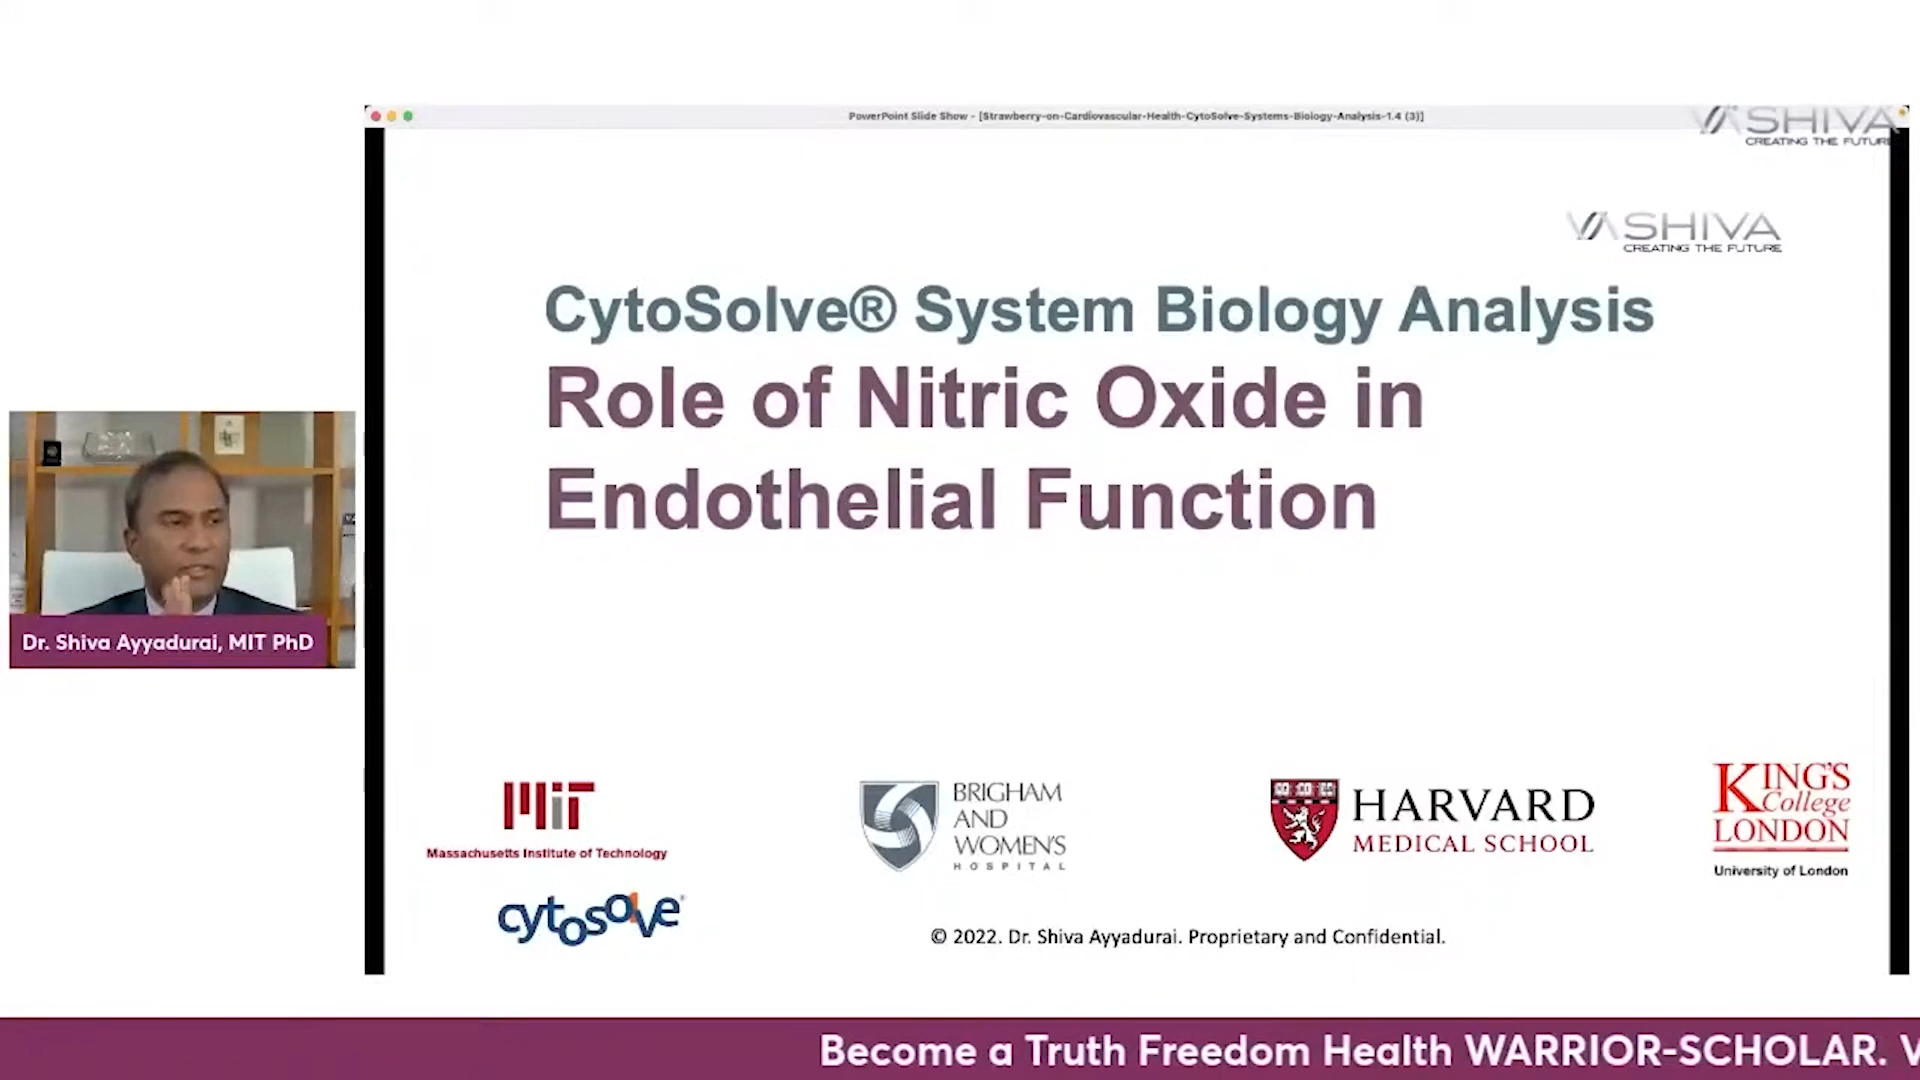 PowerPoint Slide Show - [Strawberry-on-Cardiovascular-Health-CytoSolve-Systems-Biology-Analysis-1.4 (3)]
VA SHIVA
CREATING THE FUTURE
VA SHIVA
CREATING THE FUTURE
CytoSolve® System Biology Analysis
Role of Nitric Oxide in
Endothelial Function
Dr. Shiva Ayyadurai, MIT PhD
MIT
Massachusetts Institute of Technology
BRIGHAM
AND
WOMEN'S
HOSPITAL
HARVARD
MEDICAL SCHOOL
KING'S
College
LONDON
University of London
cytosolve®
© 2022. Dr. Shiva Ayyadurai. Proprietary and Confidential.
Become a Truth Freedom Health WARRIOR-SCHOLAR. V